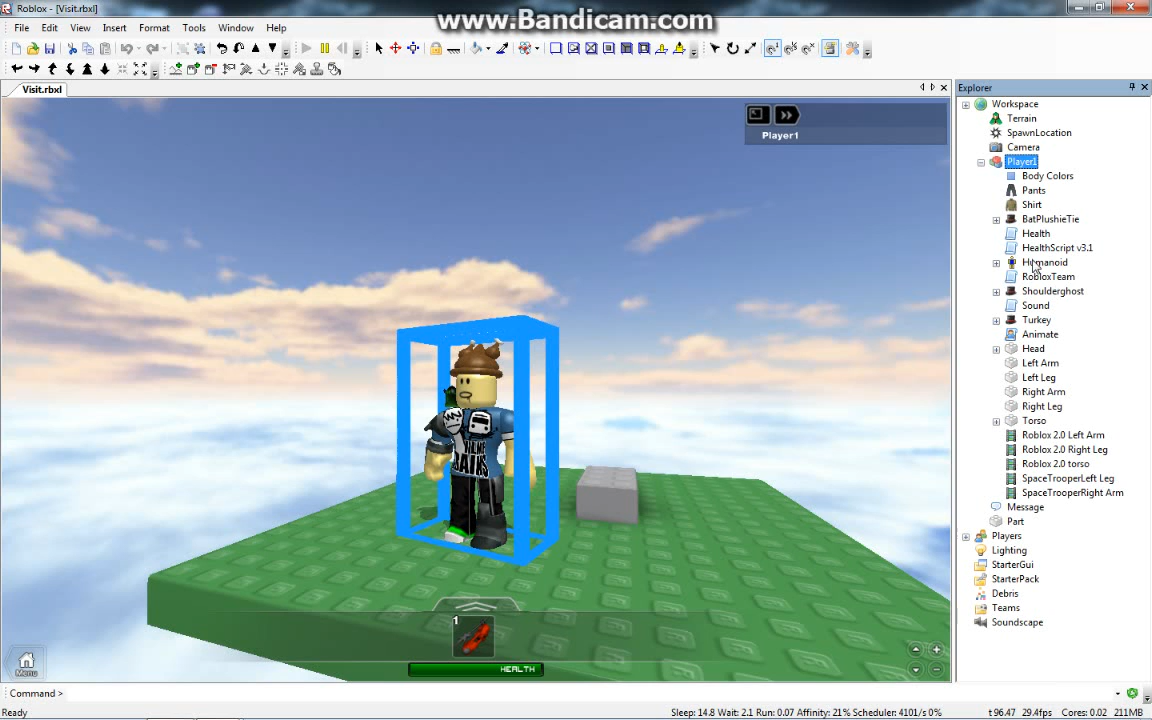 Roblox - [Visit.rbxl]
www.Bandicam.com
File Edit View Insert Format Tools Window Help
Visit.rbxl
Explorer
Workspace
Terrain
SpawnLocation
Camera
Player1
Player1
Body Colors
Pants
Shirt
BatPlushieTie
Health
HealthScript v3.1
Humanoid
RobloxTeam
Shoulderghost
Sound
Turkey
Animate
Head
Left Arm
Left Leg
Right Arm
Right Leg
Torso
Roblox 2.0 Left Arm
Roblox 2.0 Right Leg
Roblox 2.0 torso
SpaceTrooperLeft Leg
SpaceTrooperRight Arm
Message
Part
Players
Lighting
StarterGui
StarterPack
Debris
Teams
Soundscape
1
HEALTH
Menu
Command >
Ready
Sleep: 14.8 Wait: 2.1 Run: 0.07 Affinity: 21% Scheduler: 4101/s 0%
t 96.47 29.4fps Cores: 0.02 211MB